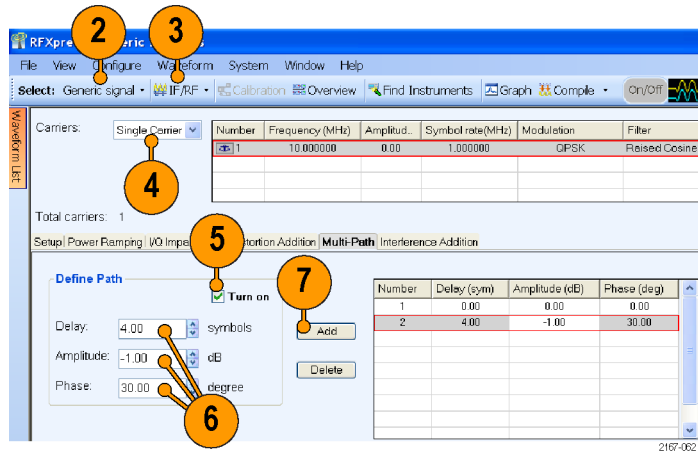 2
3
RFXpre eric s
File View Configure Waveform System Window Help
Select: Generic signal IF/RF Calibration Overview Find Instruments Graph Compile On/Off
Waveform List
Carriers: Single Carrier
Number Frequency (MHz) Amplitud... Symbol rate(MHz) Modulation Filter
1 10.000000 0.00 1.000000 QPSK Raised Cosine
4
Total carriers: 1
Setup Power Ramping I/Q Impa tortion Addition Multi-Path Interference Addition
5
Define Path
Turn on
7
Number Delay (sym) Amplitude (dB) Phase (deg)
1 0.00 0.00 0.00
2 4.00 -1.00 30.00
Delay: 4.00 symbols Add
Amplitude: -1.00 dB
Delete
Phase: 30.00 degree
6
2167-062